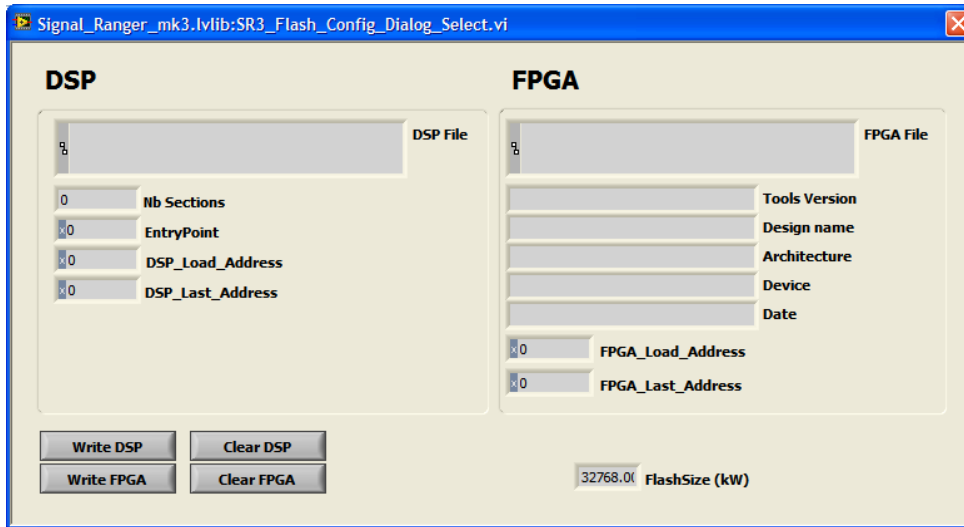 Signal_Ranger_mk3.lvlib:SR3_Flash_Config_Dialog_Select.vi
DSP
FPGA
DSP File
FPGA File
0 Nb Sections
x0 EntryPoint
x0 DSP_Load_Address
x0 DSP_Last_Address
Tools Version
Design name
Architecture
Device
Date
x0 FPGA_Load_Address
x0 FPGA_Last_Address
Write DSP
Clear DSP
Write FPGA
Clear FPGA
32768.00 FlashSize (kW)